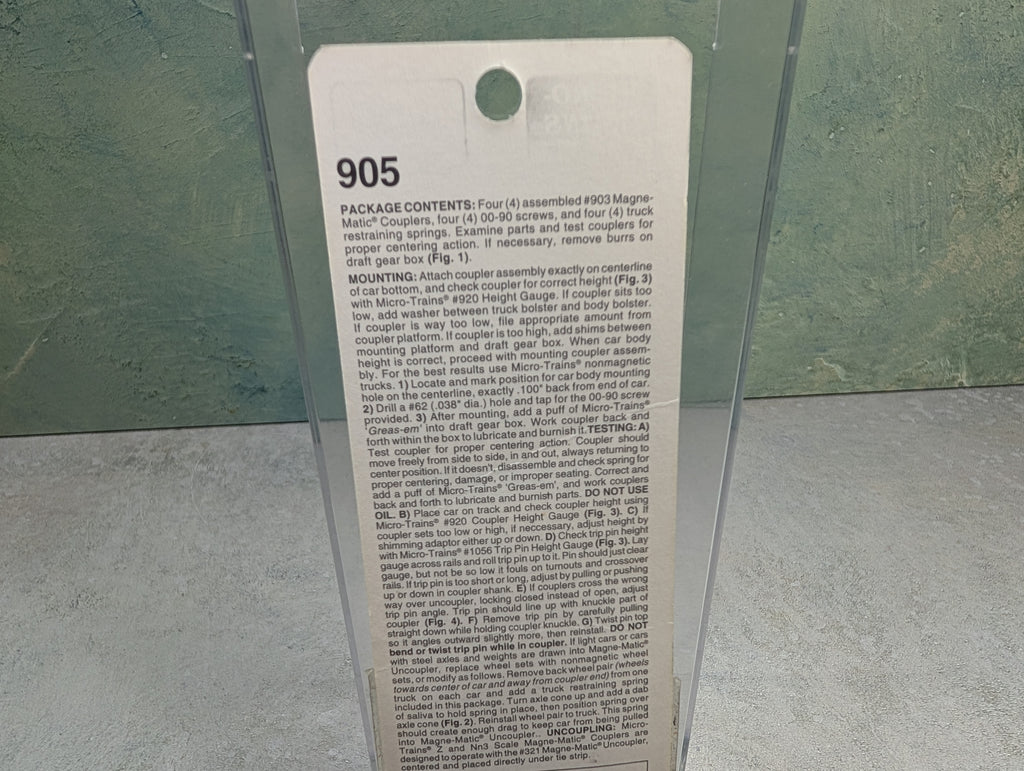 905
PACKAGE CONTENTS: Four (4) assembled #903 Magne-
Matic® Couplers, four (4) 00-90 screws, and four (4) truck
restraining springs. Examine parts and test couplers for
proper centering action. If necessary, remove burrs on
draft gear box (Fig. 1).
MOUNTING: Attach coupler assembly exactly on centerline
of car bottom, and check coupler for correct height (Fig. 3)
with Micro-Trains® #920 Height Gauge. If coupler sits too
low, add washer between truck bolster and body bolster.
If coupler is way too low, file appropriate amount from
coupler platform. If coupler is too high, add shims between
mounting platform and draft gear box. When car body
height is correct, proceed with mounting coupler assem-
bly. For the best results use Micro-Trains® nonmagnetic
trucks. 1) Locate and mark position for car body mounting
hole on the centerline, exactly .100" back from end of car.
2) Drill a #62 (.038" dia.) hole and tap for the 00-90 screw
provided. 3) After mounting, add a puff of Micro-Trains®
'Greas-em' into draft gear box. Work coupler back and
forth within the box to lubricate and burnish it. TESTING: A)
Test coupler for proper centering action. Coupler should
move freely from side to side, in and out, always returning to
center position. If it doesn't, disassemble and check spring for
proper centering, damage, or improper seating. Correct and
add a puff of Micro-Trains® 'Greas-em', and work couplers
back and forth to lubricate and burnish parts. DO NOT USE
OIL. B) Place car on track and check coupler height using
Micro-Trains® #920 Coupler Height Gauge (Fig. 3). C) If
coupler sets too low or high, if neccessary, adjust height by
shimming adaptor either up or down. D) Check trip pin height
with Micro-Trains® #1056 Trip Pin Height Gauge (Fig. 3). Lay
gauge across rails and roll trip pin up to it. Pin should just clear
gauge, but not be so low it fouls on turnouts and crossover
rails. If trip pin is too short or long, adjust by pulling or pushing
up or down in coupler shank. E) If couplers cross the wrong
way over uncoupler, locking closed instead of open, adjust
trip pin angle. Trip pin should line up with knuckle part of
coupler (Fig. 4). F) Remove trip pin by carefully pulling
straight down while holding coupler knuckle. G) Twist pin top
so it angles outward slightly more, then reinstall. DO NOT
bend or twist trip pin while in coupler. If light cars or cars
with steel axles and weights are drawn into Magne-Matic®
Uncoupler, replace wheel sets with nonmagnetic wheel
sets, or modify as follows. Remove back wheel pair (wheels
towards center of car and away from coupler end) from one
truck on each car and add a truck restraining spring
included in this package. Turn axle cone up and add a dab
of saliva to hold spring in place, then position spring over
axle cone (Fig. 2). Reinstall wheel pair to truck. This spring
should create enough drag to keep car from being pulled
into Magne-Matic® Uncoupler.. UNCOUPLING: Micro-
Trains® Z and Nn3 Scale Magne-Matic® Couplers are
designed to operate with the #321 Magne-Matic® Uncoupler,
centered and placed directly under tie strip.